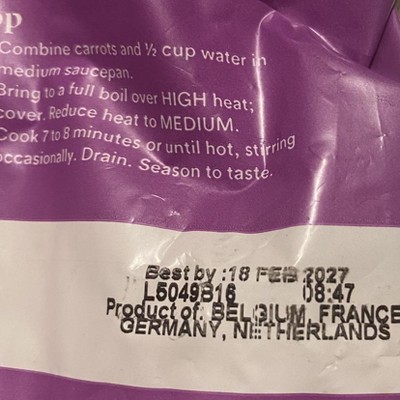 op
Combine carrots and ½ cup water in
medium saucepan.
Bring to a full boil over HIGH heat;
cover. Reduce heat to MEDIUM.
Cook 7 to 8 minutes or until hot, stirring
occasionally. Drain. Season to taste.
Best by :18 FEB 2027
L5049B16 08:47
Product of: BELGIUM, FRANCE
GERMANY, NETHERLANDS